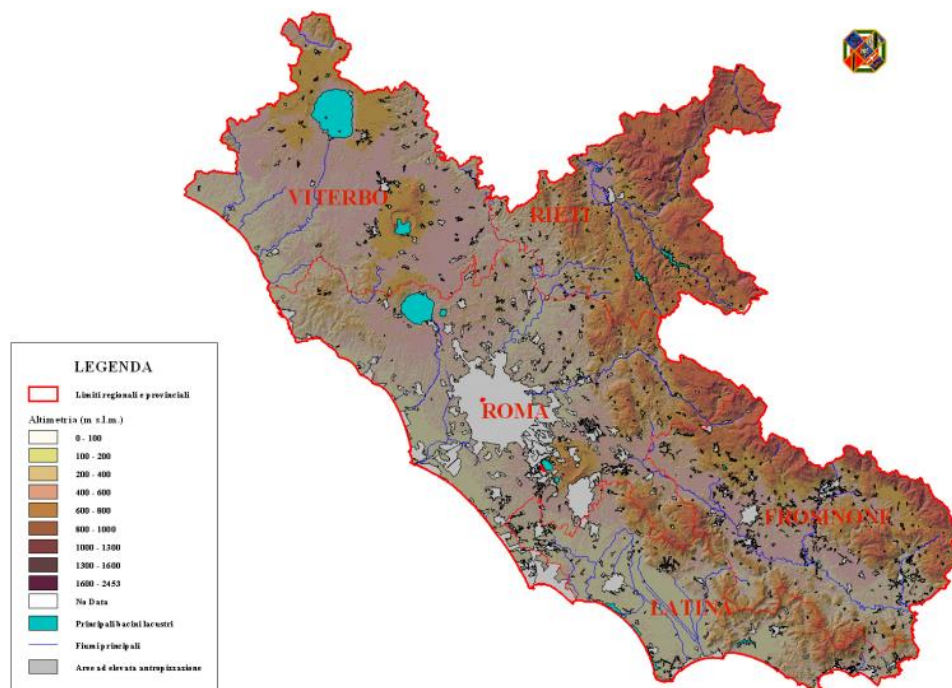 VITERBO
RIETI
ROMA
FROSINONE
LATINA
LEGENDA
Limiti regionali e provinciali
Altimetria (m s.l.m.)
0 - 100
100 - 200
200 - 400
400 - 600
600 - 800
800 - 1000
1000 - 1300
1300 - 1600
1600 - 2453
No Data
Principali bacini lacustri
Fiumi principali
Aree ad elevata antropizzazione